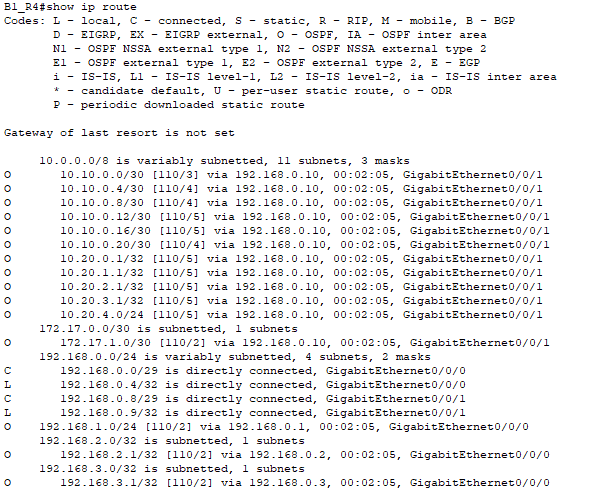 B1_R4#show ip route
Codes: L - local, C - connected, S - static, R - RIP, M - mobile, B - BGP
D - EIGRP, EX - EIGRP external, O - OSPF, IA - OSPF inter area
N1 - OSPF NSSA external type 1, N2 - OSPF NSSA external type 2
E1 - OSPF external type 1, E2 - OSPF external type 2, E - EGP
i - IS-IS, L1 - IS-IS level-1, L2 - IS-IS level-2, ia - IS-IS inter area
* - candidate default, U - per-user static route, o - ODR
P - periodic downloaded static route
Gateway of last resort is not set
10.0.0.0/8 is variably subnetted, 11 subnets, 3 masks
O 10.10.0.0/30 [110/3] via 192.168.0.10, 00:02:05, GigabitEthernet0/0/1
O 10.10.0.4/30 [110/4] via 192.168.0.10, 00:02:05, GigabitEthernet0/0/1
O 10.10.0.8/30 [110/4] via 192.168.0.10, 00:02:05, GigabitEthernet0/0/1
O 10.10.0.12/30 [110/5] via 192.168.0.10, 00:02:05, GigabitEthernet0/0/1
O 10.10.0.16/30 [110/5] via 192.168.0.10, 00:02:05, GigabitEthernet0/0/1
O 10.10.0.20/30 [110/4] via 192.168.0.10, 00:02:05, GigabitEthernet0/0/1
O 10.20.0.1/32 [110/5] via 192.168.0.10, 00:02:05, GigabitEthernet0/0/1
O 10.20.1.1/32 [110/5] via 192.168.0.10, 00:02:05, GigabitEthernet0/0/1
O 10.20.2.1/32 [110/5] via 192.168.0.10, 00:02:05, GigabitEthernet0/0/1
O 10.20.3.1/32 [110/5] via 192.168.0.10, 00:02:05, GigabitEthernet0/0/1
O 10.20.4.0/24 [110/5] via 192.168.0.10, 00:02:05, GigabitEthernet0/0/1
172.17.0.0/30 is subnetted, 1 subnets
O 172.17.1.0/30 [110/2] via 192.168.0.10, 00:02:05, GigabitEthernet0/0/1
192.168.0.0/24 is variably subnetted, 4 subnets, 2 masks
C 192.168.0.0/29 is directly connected, GigabitEthernet0/0/0
L 192.168.0.4/32 is directly connected, GigabitEthernet0/0/0
C 192.168.0.8/29 is directly connected, GigabitEthernet0/0/1
L 192.168.0.9/32 is directly connected, GigabitEthernet0/0/1
O 192.168.1.0/24 [110/2] via 192.168.0.1, 00:02:05, GigabitEthernet0/0/0
192.168.2.0/32 is subnetted, 1 subnets
O 192.168.2.1/32 [110/2] via 192.168.0.2, 00:02:05, GigabitEthernet0/0/0
192.168.3.0/32 is subnetted, 1 subnets
O 192.168.3.1/32 [110/2] via 192.168.0.3, 00:02:05, GigabitEthernet0/0/0